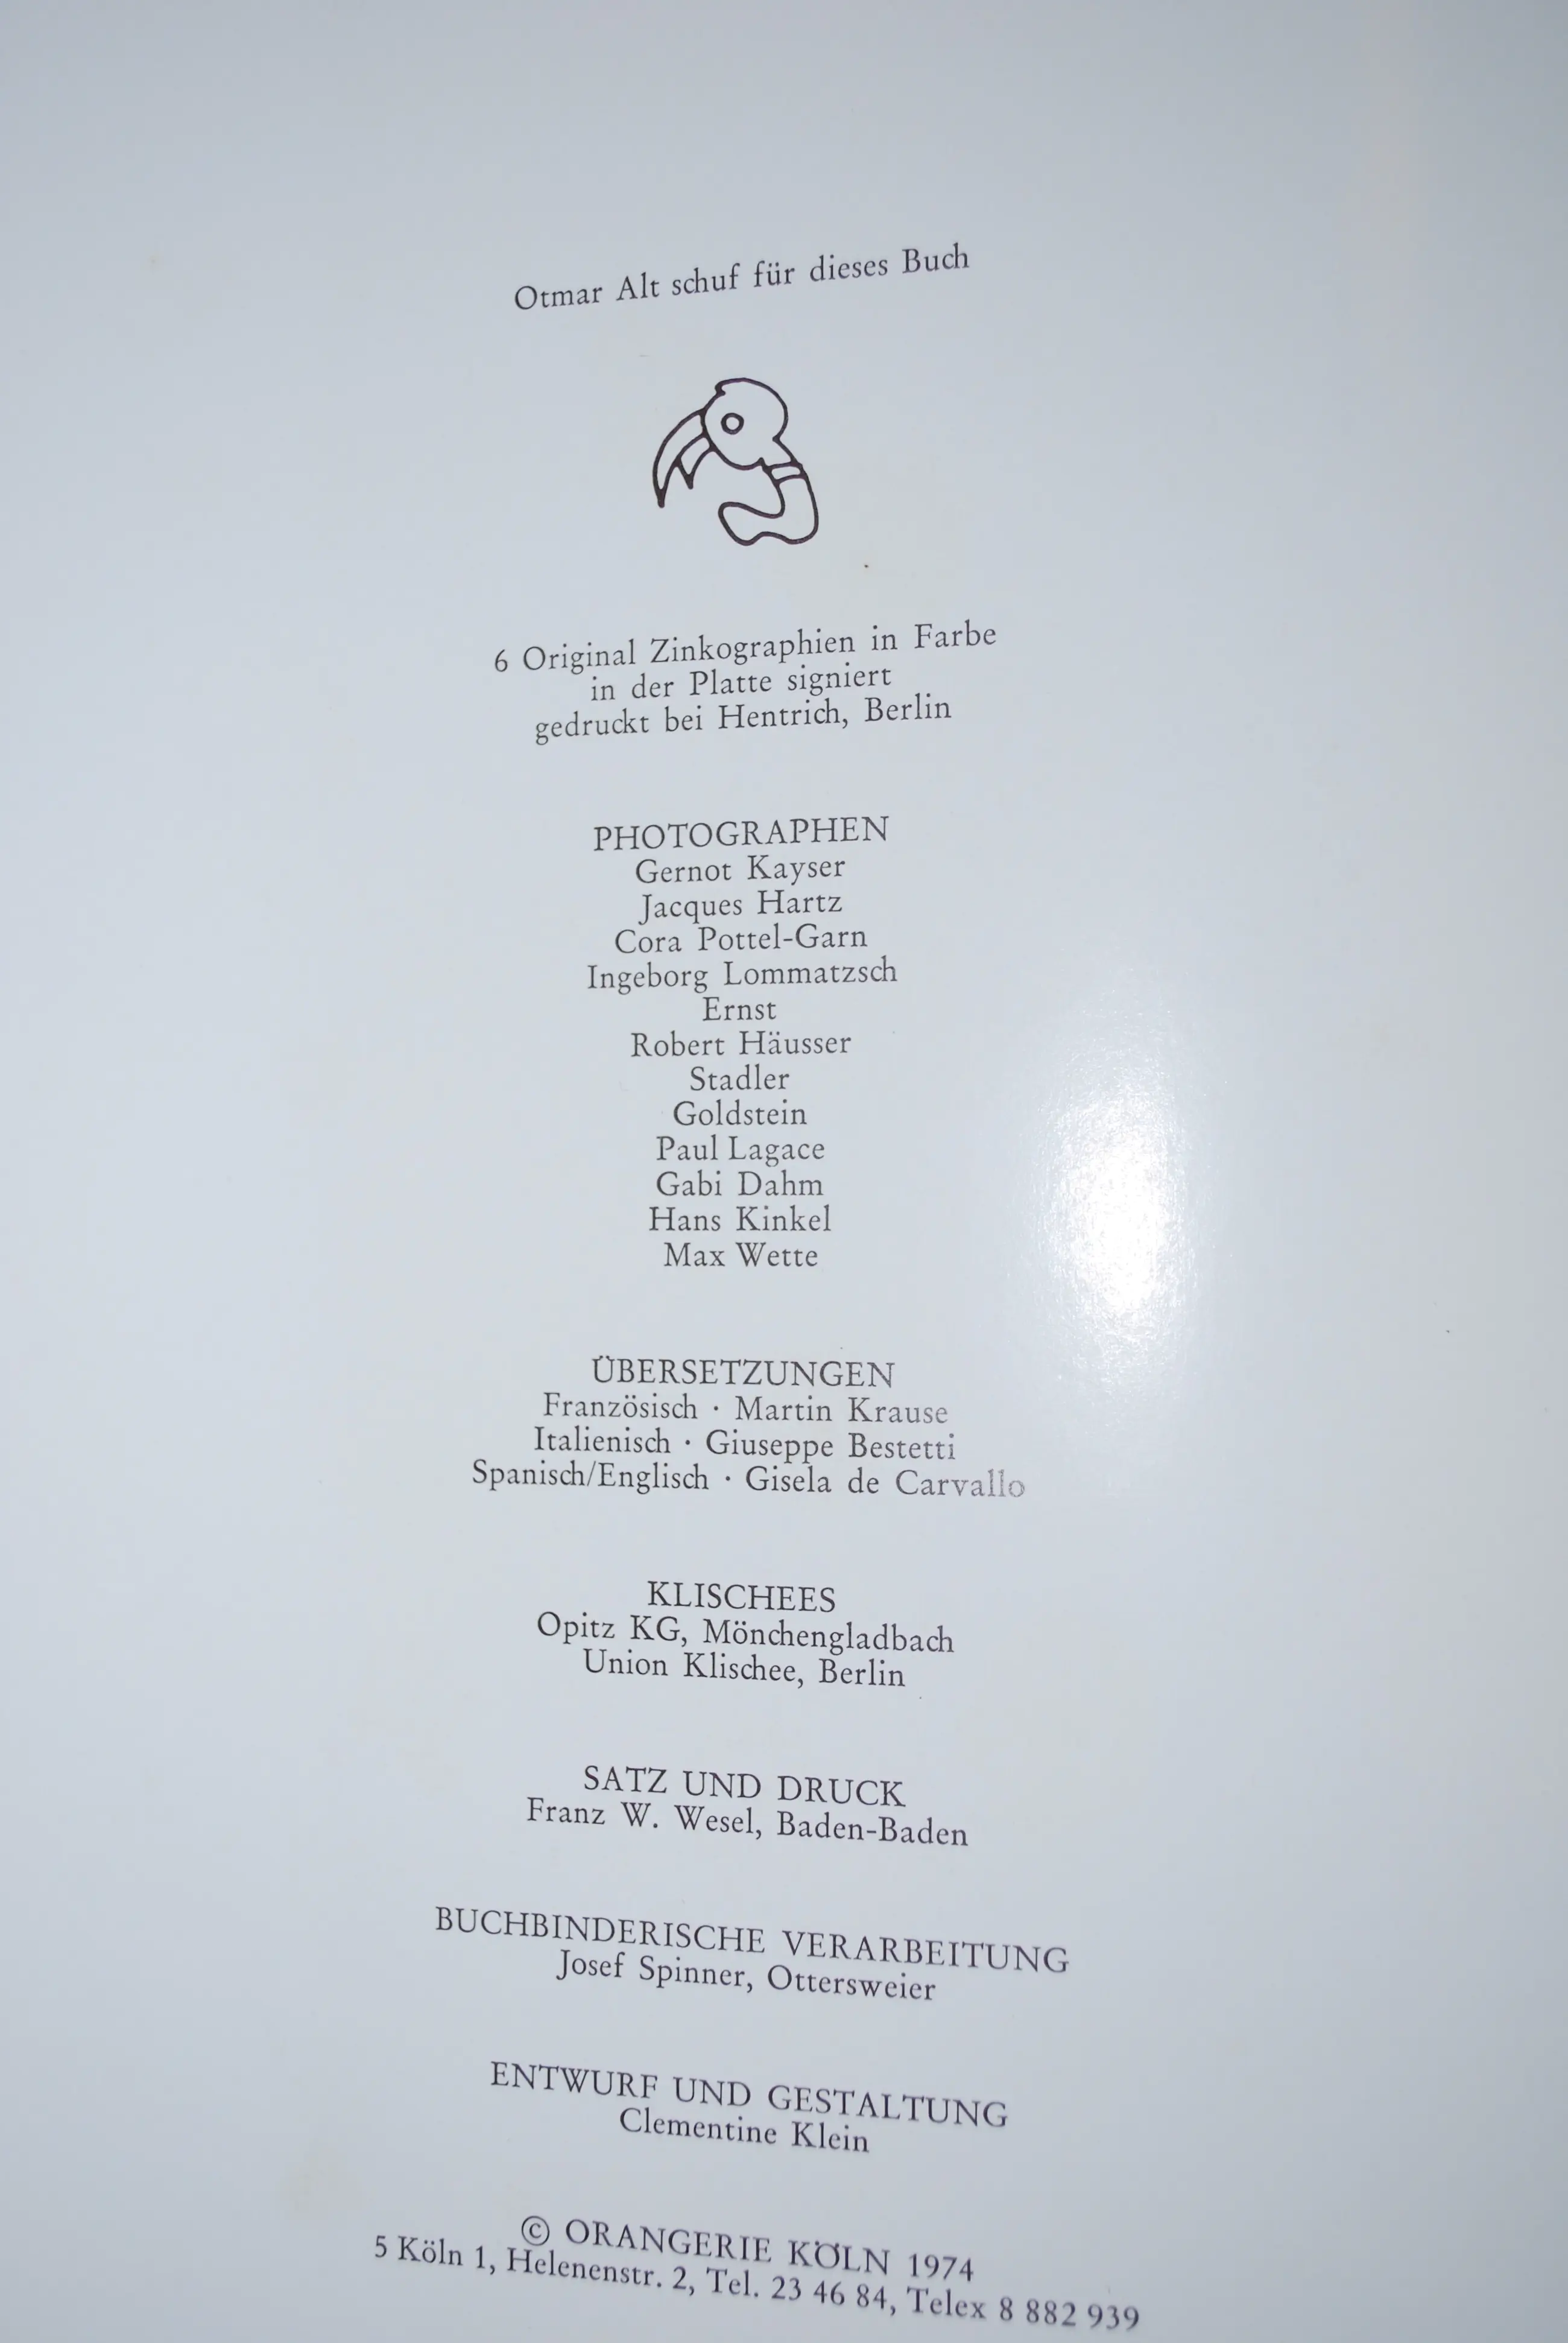 Otmar Alt schuf für dieses Buch
6 Original Zinkographien in Farbe
in der Platte signiert
gedruckt bei Hentrich, Berlin
PHOTOGRAPHEN
Gernot Kayser
Jacques Hartz
Cora Pottel-Garn
Ingeborg Lommatzsch
Ernst
Robert Häusser
Stadler
Goldstein
Paul Lagace
Gabi Dahm
Hans Kinkel
Max Wette
ÜBERSETZUNGEN
Französisch · Martin Krause
Italienisch · Giuseppe Bestetti
Spanisch/Englisch · Gisela de Carvallo
KLISCHEES
Opitz KG, Mönchengladbach
Union Klischee, Berlin
SATZ UND DRUCK
Franz W. Wesel, Baden-Baden
BUCHBINDERISCHE VERARBEITUNG
Josef Spinner, Ottersweier
ENTWURF UND GESTALTUNG
Clementine Klein
© ORANGERIE KÖLN 1974
5 Köln 1, Helenenstr. 2, Tel. 23 46 84, Telex 8 882 939